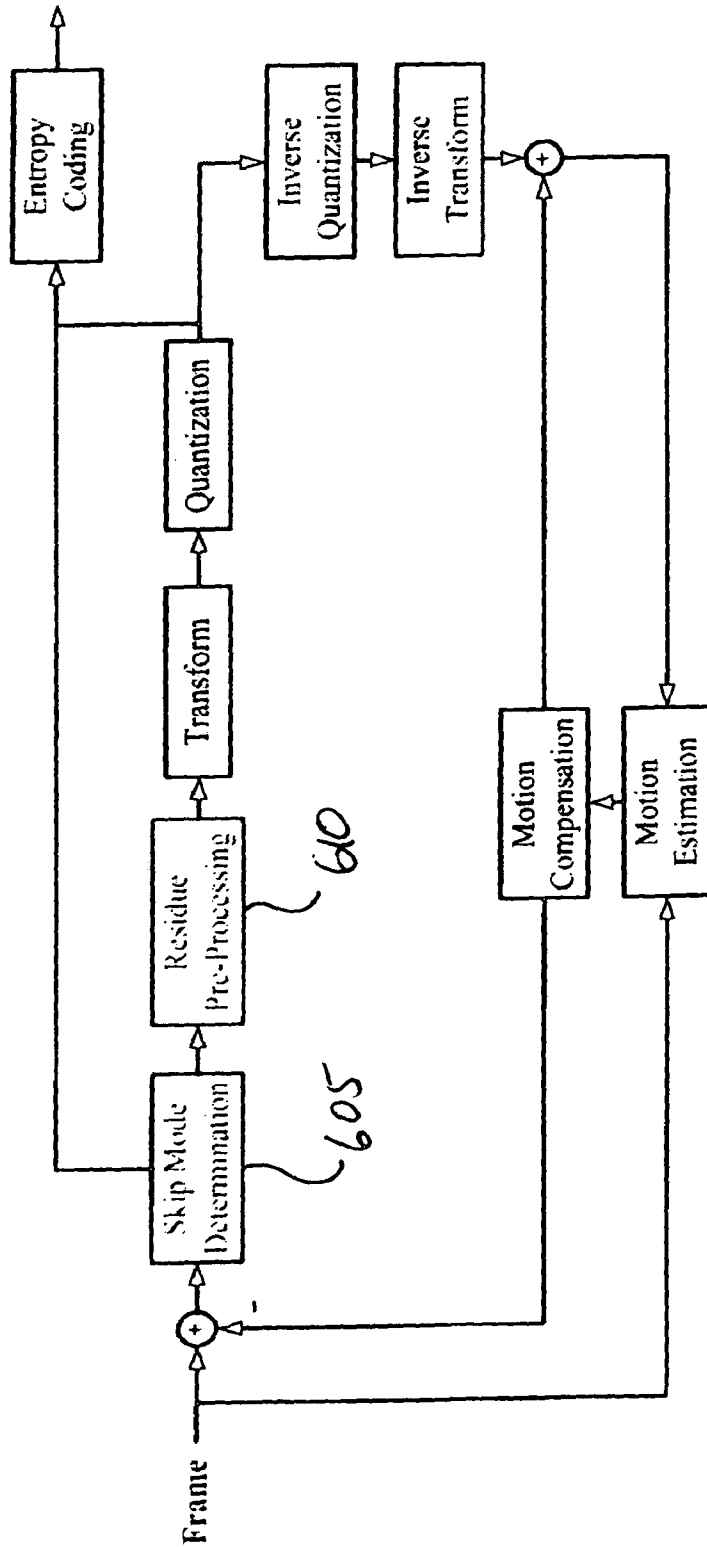 Frame
+
-
Skip Mode
Determination
605
Residue
Pre-Processing
610
Transform
Quantization
Entropy
Coding
Inverse
Quantization
Inverse
Transform
+
Motion
Compensation
Motion
Estimation